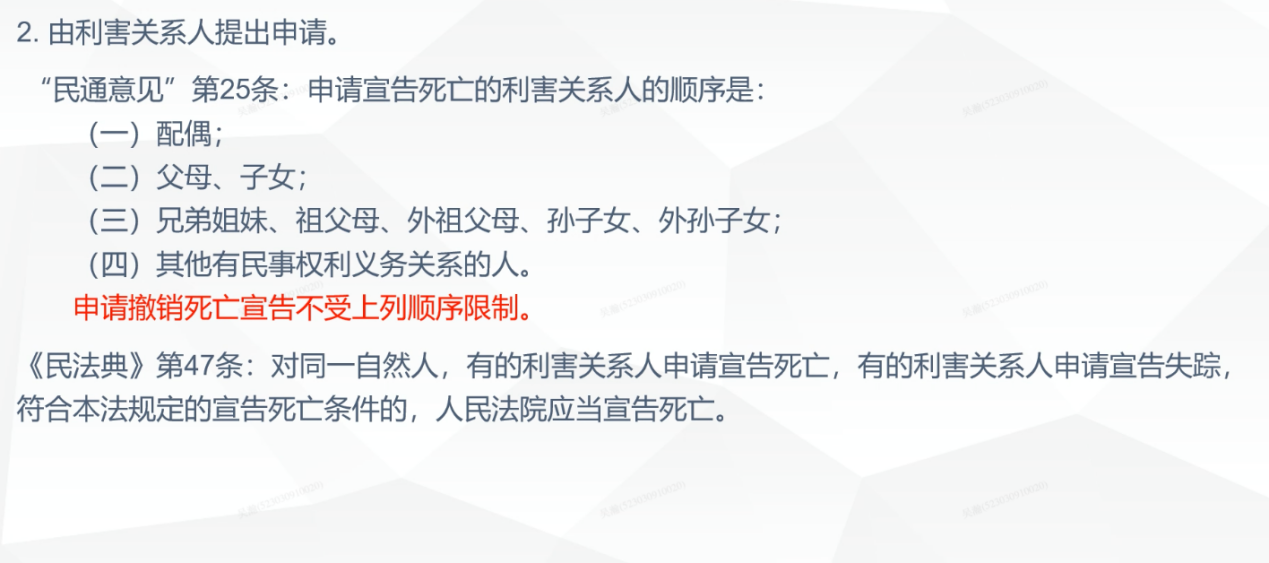 2. 由利害关系人提出申请。
“民通意见”第25条：申请宣告死亡的利害关系人的顺序是：
（一）配偶；
（二）父母、子女；
（三）兄弟姐妹、祖父母、外祖父母、孙子女、外孙子女；
（四）其他有民事权利义务关系的人。
申请撤销死亡宣告不受上列顺序限制。
《民法典》第47条：对同一自然人，有的利害关系人申请宣告死亡，有的利害关系人申请宣告失踪，
符合本法规定的宣告死亡条件的，人民法院应当宣告死亡。